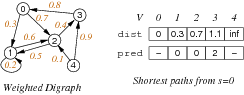 0.8
0.7
0.3
0.4
0.9
0.6
0.5
0.1
0.2
0
3
2
1
4
Weighted Digraph
V 0 1 2 3 4
dist 0 0.3 0.7 1.1 inf
pred – 0 0 2 –
Shortest paths from s=0